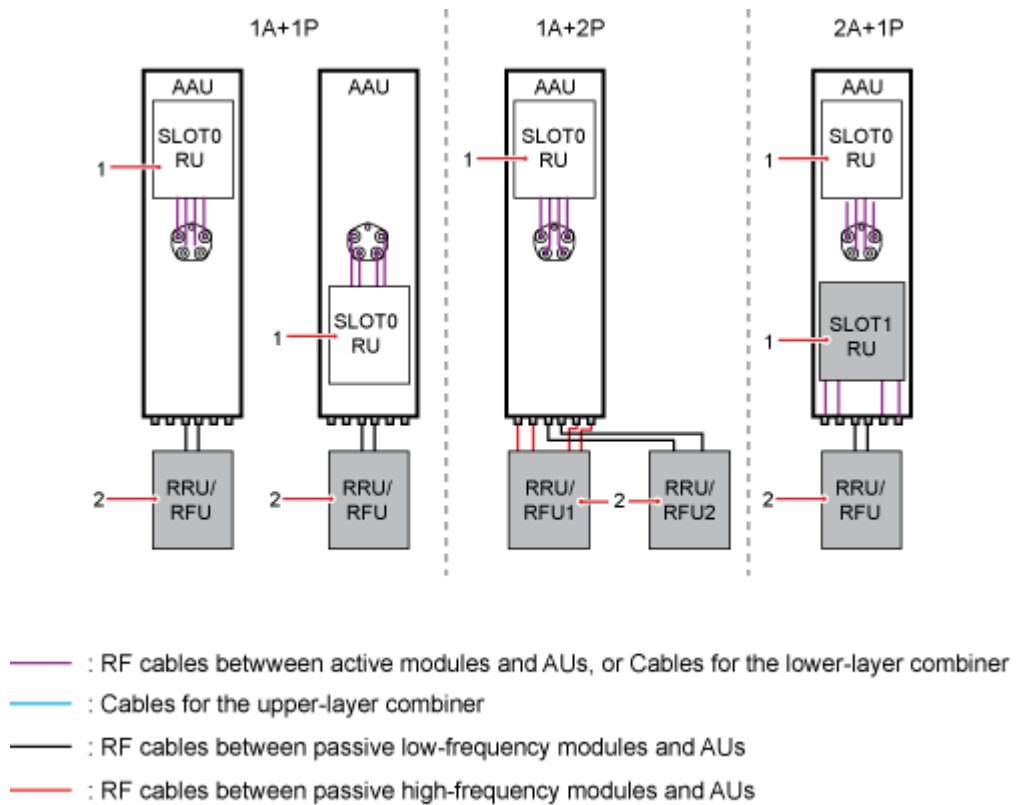 1A+1P
1A+2P
2A+1P
AAU
SLOT0
RU
1
RRU/
RFU
2
AAU
SLOT0
RU
1
RRU/
RFU
2
AAU
SLOT0
RU
1
RRU/
RFU1
2
RRU/
RFU2
AAU
SLOT0
RU
1
SLOT1
RU
1
RRU/
RFU
2
: RF cables betwween active modules and AUs, or Cables for the lower-layer combiner
: Cables for the upper-layer combiner
: RF cables between passive low-frequency modules and AUs
: RF cables between passive high-frequency modules and AUs